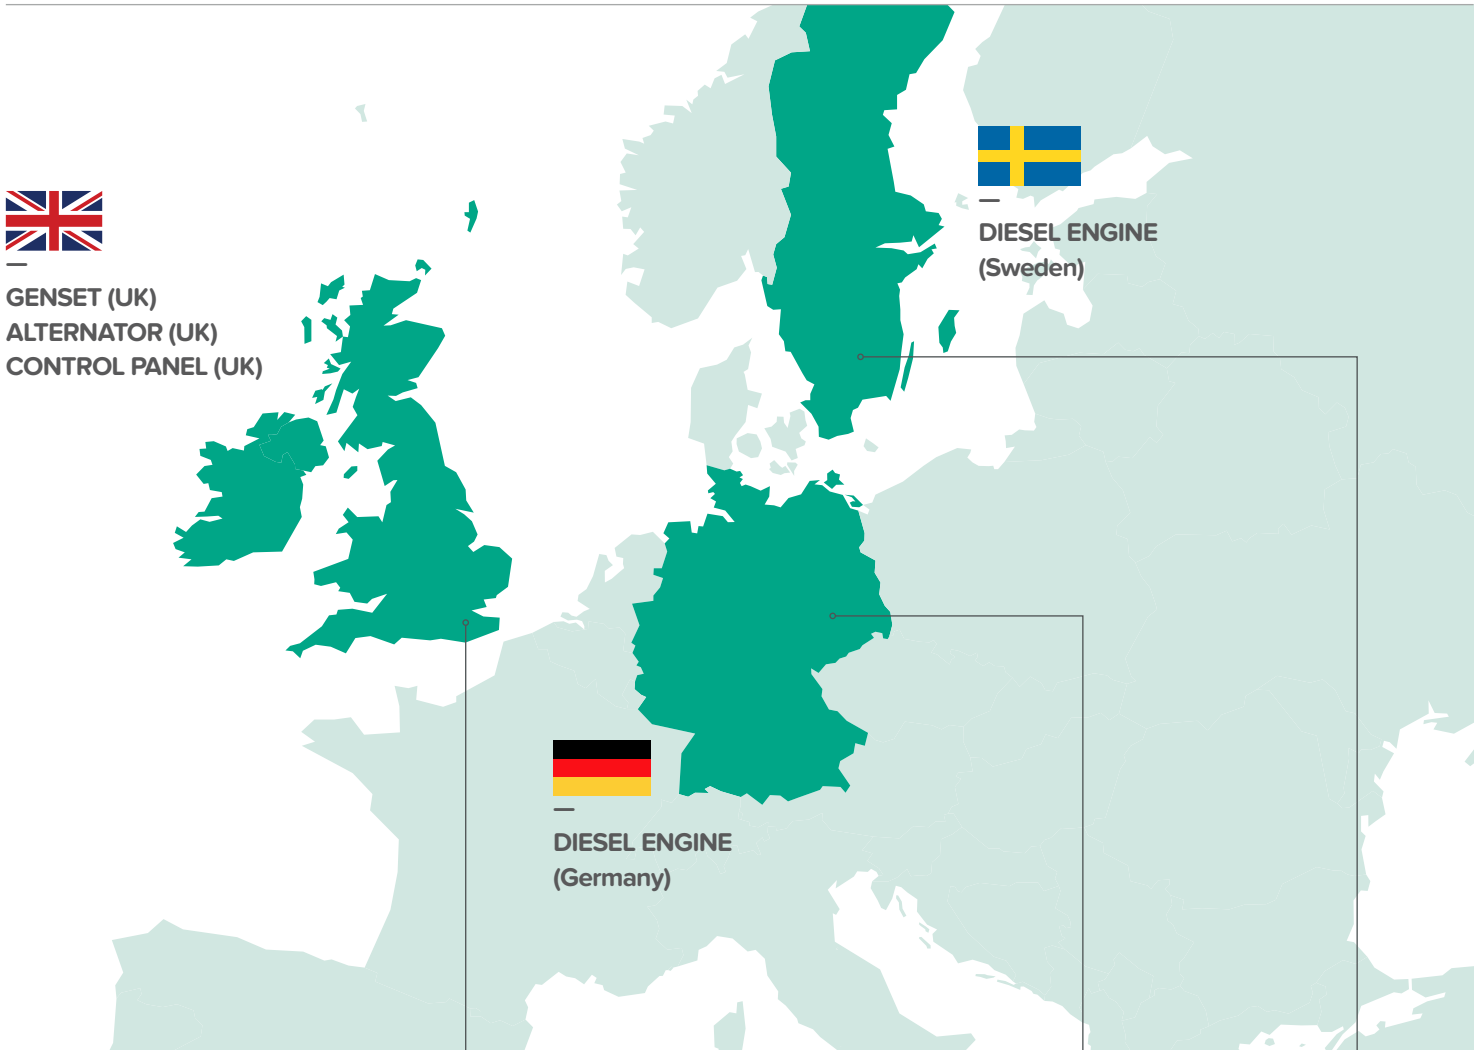 GENSET (UK)
ALTERNATOR (UK)
CONTROL PANEL (UK)
DIESEL ENGINE
(Sweden)
DIESEL ENGINE
(Germany)